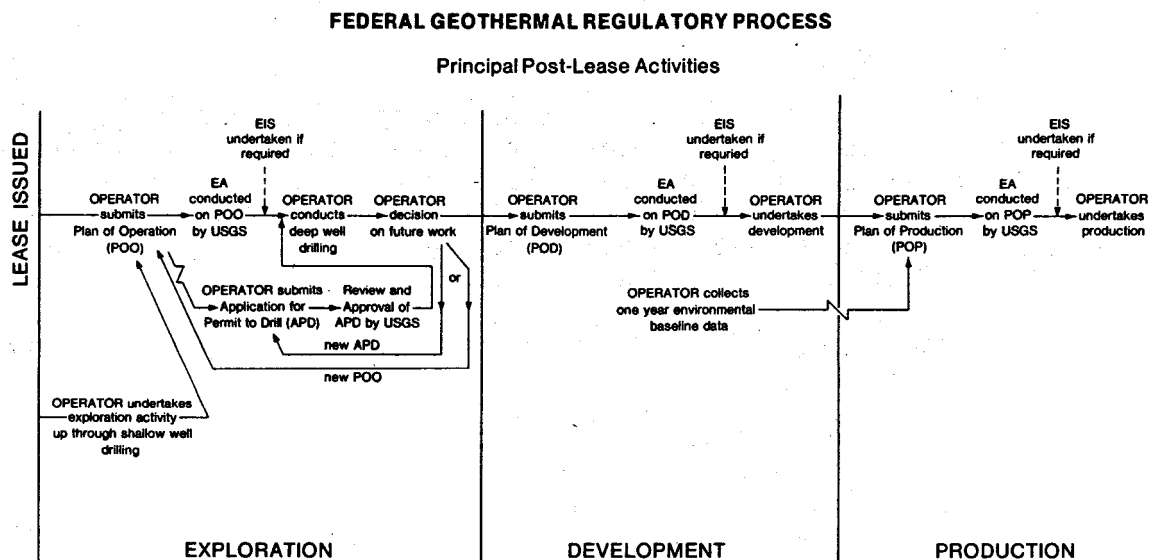 FEDERAL GEOTHERMAL REGULATORY PROCESS
Principal Post-Lease Activities
LEASE ISSUED
EIS
undertaken if
required
OPERATOR
submits
Plan of Operation
(POO)
EA
conducted
on POO
by USGS
OPERATOR
conducts
deep well
drilling
OPERATOR
decision
on future work
or
OPERATOR submits
Application for
Permit to Drill (APD)
Review and
Approval of
APD by USGS
new APD
new POO
OPERATOR undertakes
exploration activity
up through shallow well
drilling
EXPLORATION
EIS
undertaken if
requried
OPERATOR
submits
Plan of Development
(POD)
EA
conducted
on POD
by USGS
OPERATOR
undertakes
development
OPERATOR collects
one year environmental
baseline data
DEVELOPMENT
EIS
undertaken if
required
OPERATOR
submits
Plan of Production
(POP)
EA
conducted
on POP
by USGS
OPERATOR
undertakes
production
PRODUCTION